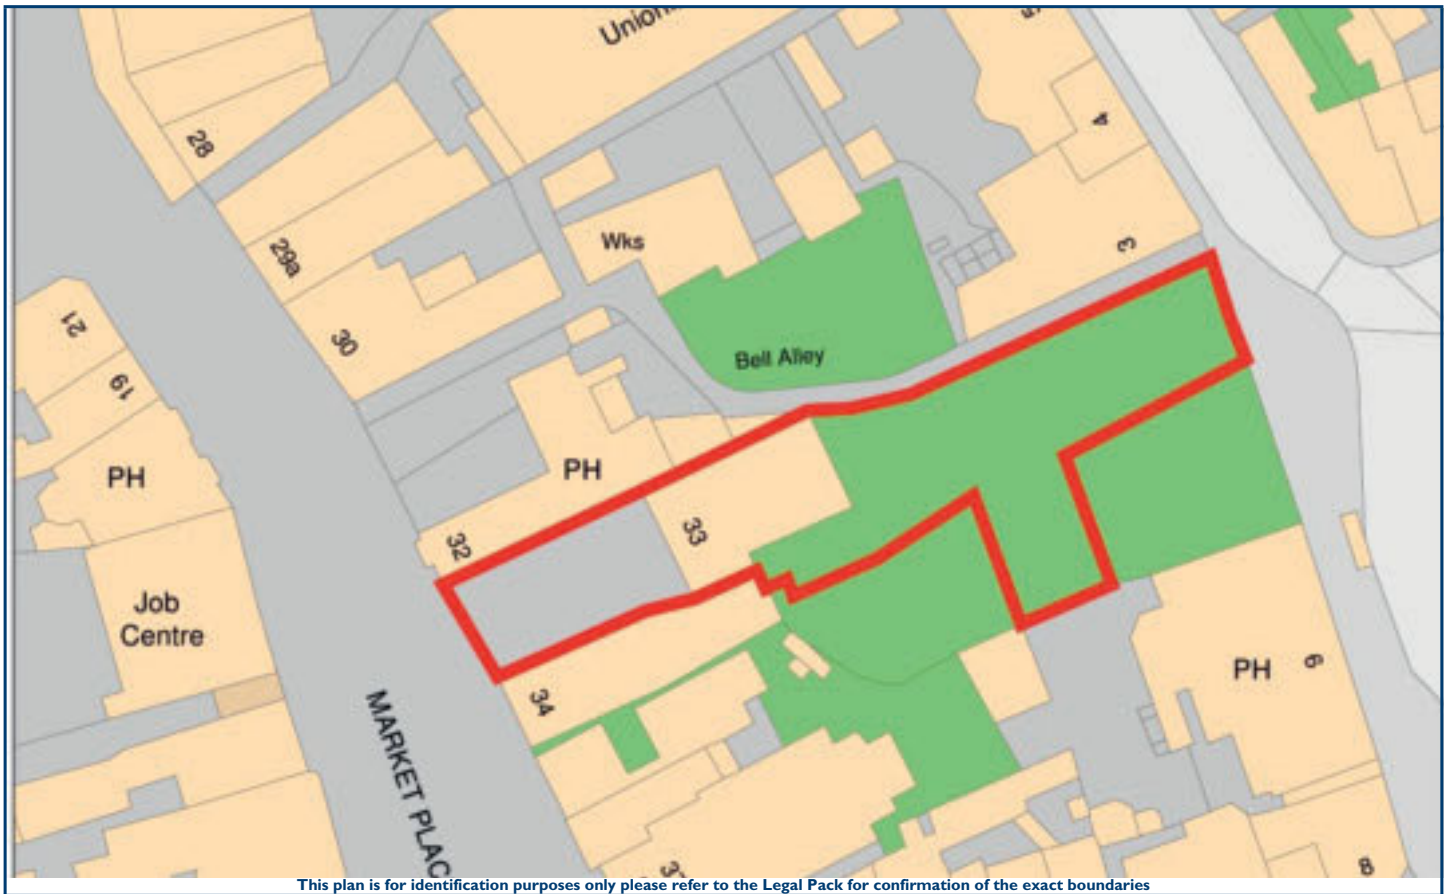 28
4
Wks
3
29a
21
30
Bell Alley
19
PH
PH
33
32
Job
Centre
PH
6
34
MARKET PLAC
8
This plan is for identification purposes only please refer to the Legal Pack for confirmation of the exact boundaries